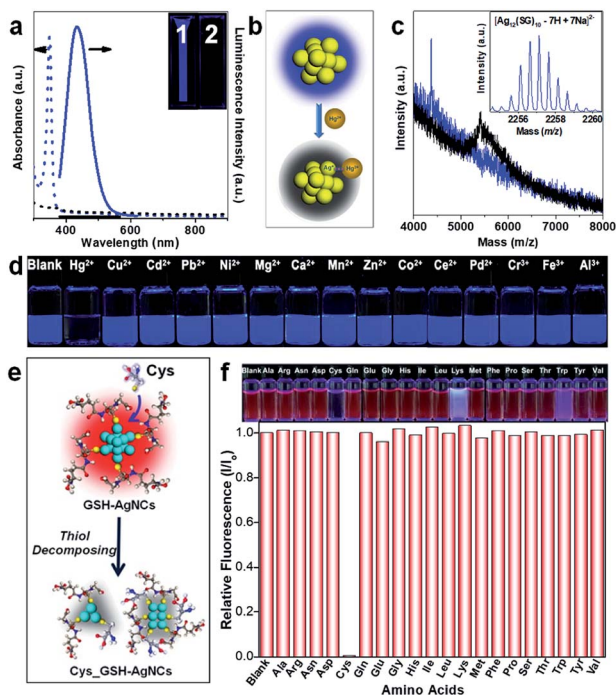 a
1 2
Absorbance (a.u.)
Luminescence Intensity (a.u.)
400 600 800
Wavelength (nm)
b
Hg²⁺
Ag⁺ Hg²⁺
c
[Ag₁₂(SG)₁₀ - 7H + 7Na]²⁻
Intensity (a.u.)
2256 2258 2260
Mass (m/z)
Intensity (a.u.)
4000 5000 6000 7000 8000
Mass (m/z)
d
Blank Hg²⁺ Cu²⁺ Cd²⁺ Pb²⁺ Ni²⁺ Mg²⁺ Ca²⁺ Mn²⁺ Zn²⁺ Co²⁺ Ce²⁺ Pd²⁺ Cr³⁺ Fe³⁺ Al³⁺
e
Cys
GSH-AgNCs
Thiol
Decomposing
Cys_GSH-AgNCs
f
Blank Ala Arg Asn Asp Cys Gln Glu Gly His Ile Leu Lys Met Phe Pro Ser Thr Trp Tyr Val
Relative Fluorescence (I/I₀)
1.0
0.8
0.6
0.4
0.2
0.0
Blank Ala Arg Asn Asp Cys Gln Glu Gly His Ile Leu Lys Met Phe Pro Ser Thr Trp Tyr Val
Amino Acids